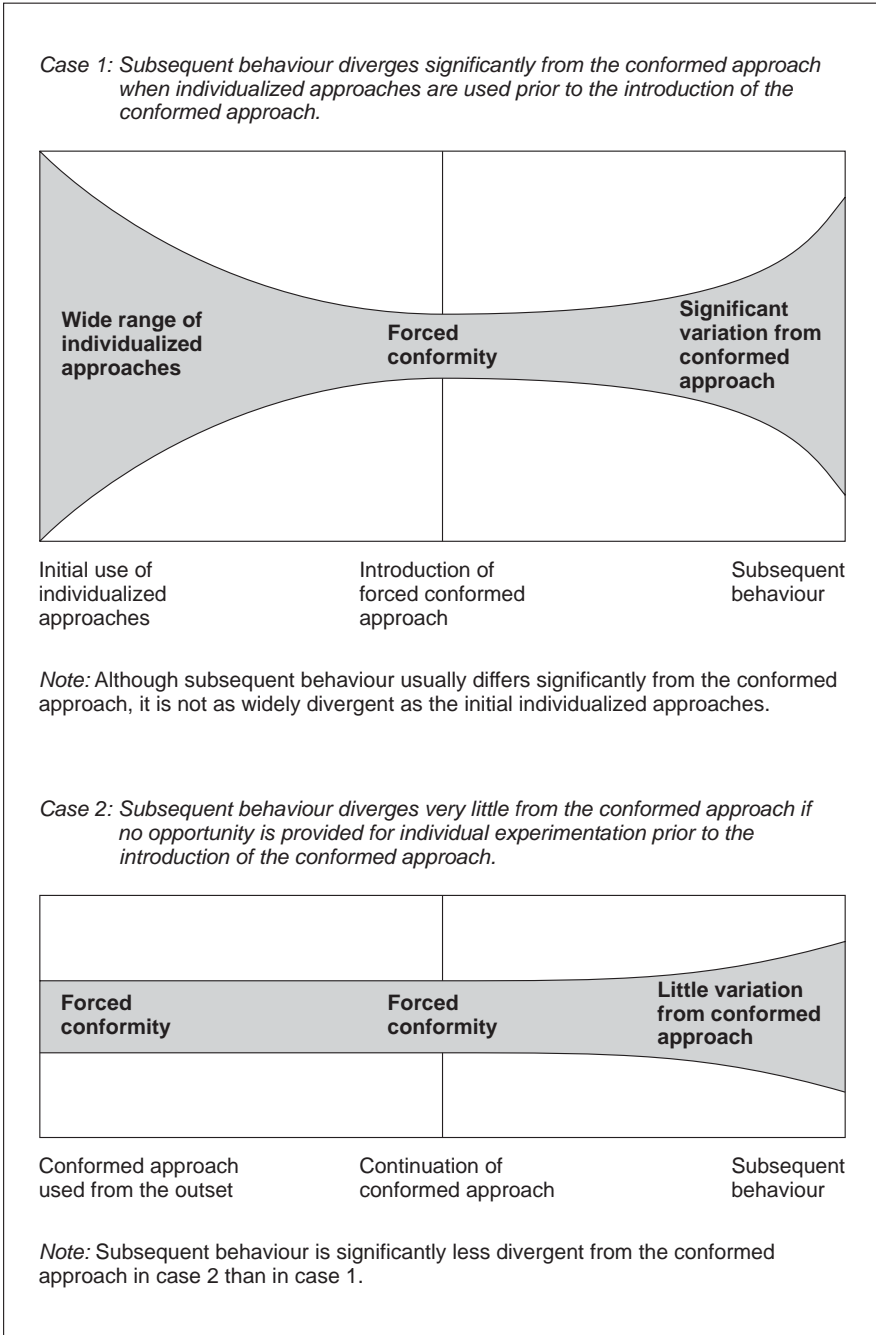 Case 1: Subsequent behaviour diverges significantly from the conformed approach
when individualized approaches are used prior to the introduction of the
conformed approach.
Wide range of
individualized
approaches
Forced
conformity
Significant
variation from
conformed
approach
Initial use of
individualized
approaches
Introduction of
forced conformed
approach
Subsequent
behaviour
Note: Although subsequent behaviour usually differs significantly from the conformed
approach, it is not as widely divergent as the initial individualized approaches.
Case 2: Subsequent behaviour diverges very little from the conformed approach if
no opportunity is provided for individual experimentation prior to the
introduction of the conformed approach.
Forced
conformity
Forced
conformity
Little variation
from conformed
approach
Conformed approach
used from the outset
Continuation of
conformed approach
Subsequent
behaviour
Note: Subsequent behaviour is significantly less divergent from the conformed
approach in case 2 than in case 1.